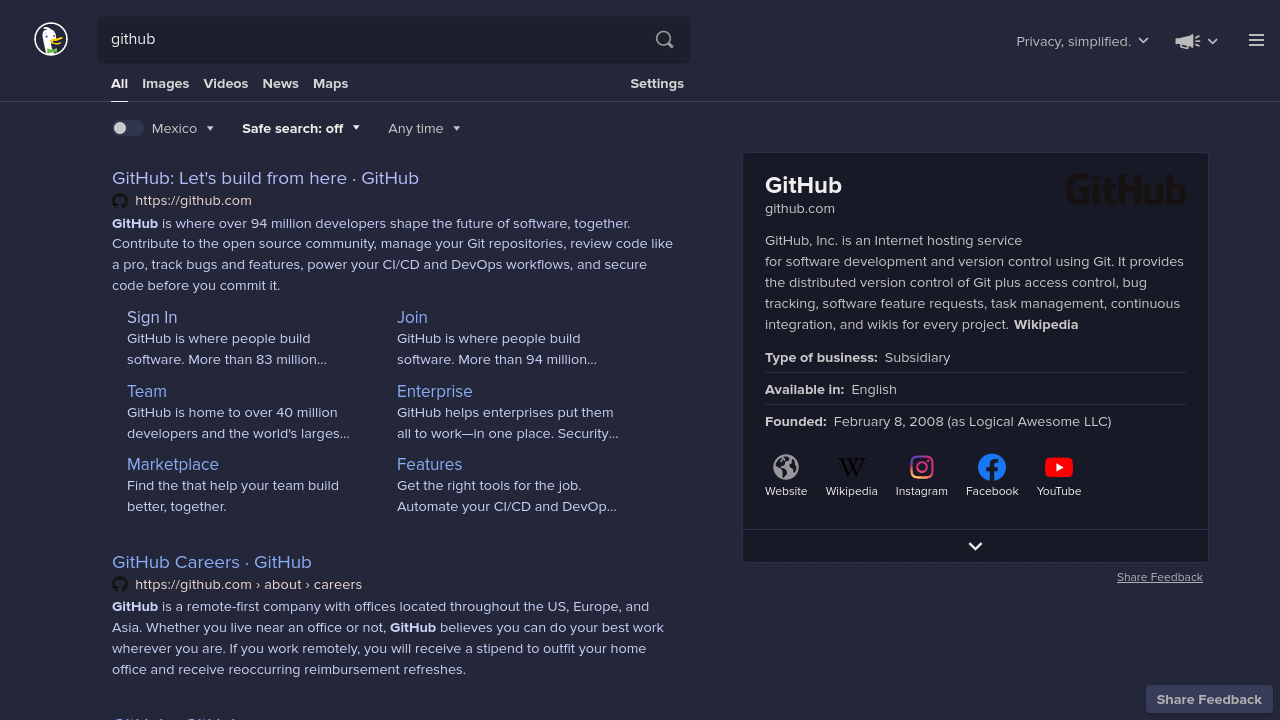 github
Privacy, simplified.
All Images Videos News Maps Settings
Mexico Safe search: off Any time
GitHub: Let's build from here · GitHub
https://github.com
GitHub is where over 94 million developers shape the future of software, together.
Contribute to the open source community, manage your Git repositories, review code like
a pro, track bugs and features, power your CI/CD and DevOps workflows, and secure
code before you commit it.
Sign In
GitHub is where people build
software. More than 83 million...
Join
GitHub is where people build
software. More than 94 million...
Team
GitHub is home to over 40 million
developers and the world's larges...
Enterprise
GitHub helps enterprises put them
all to work—in one place. Security...
Marketplace
Find the that help your team build
better, together.
Features
Get the right tools for the job.
Automate your CI/CD and DevOp...
GitHub Careers · GitHub
https://github.com › about › careers
GitHub is a remote-first company with offices located throughout the US, Europe, and
Asia. Whether you live near an office or not, GitHub believes you can do your best work
wherever you are. If you work remotely, you will receive a stipend to outfit your home
office and receive reoccurring reimbursement refreshes.
GitHub
GitHub
github.com
GitHub, Inc. is an Internet hosting service
for software development and version control using Git. It provides
the distributed version control of Git plus access control, bug
tracking, software feature requests, task management, continuous
integration, and wikis for every project. Wikipedia
Type of business: Subsidiary
Available in: English
Founded: February 8, 2008 (as Logical Awesome LLC)
W
Website Wikipedia Instagram Facebook YouTube
Share Feedback
Share Feedback